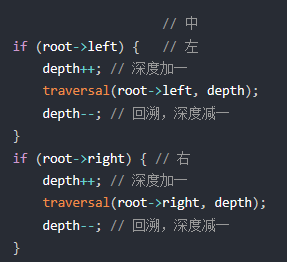 // 中
if (root->left) {   // 左
    depth++; // 深度加一
    traversal(root->left, depth);
    depth--; // 回溯，深度减一
}
if (root->right) { // 右
    depth++; // 深度加一
    traversal(root->right, depth);
    depth--; // 回溯，深度减一
}